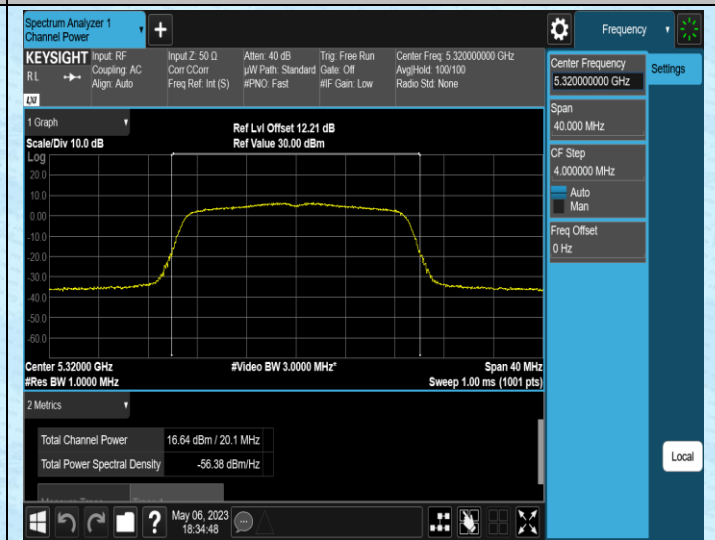 Spectrum Analyzer 1
Channel Power
Frequency
KEYSIGHT
RL
LXI
Input: RF
Coupling: AC
Align: Auto
Input Z: 50 Ω
Corr CCorr
Freq Ref: Int (S)
Atten: 40 dB
µW Path: Standard
#PNO: Fast
Trig: Free Run
Gate: Off
#IF Gain: Low
Center Freq: 5.320000000 GHz
Avg|Hold: 100/100
Radio Std: None
Center Frequency
5.320000000 GHz
Settings
Span
40.000 MHz
CF Step
4.000000 MHz
Auto
Man
Freq Offset
0 Hz
1 Graph
Scale/Div 10.0 dB
Ref Lvl Offset 12.21 dB
Ref Value 30.00 dBm
Log
20.0
10.0
0.00
-10.0
-20.0
-30.0
-40.0
-50.0
-60.0
Center 5.32000 GHz
#Res BW 1.0000 MHz
#Video BW 3.0000 MHz*
Span 40 MHz
Sweep 1.00 ms (1001 pts)
2 Metrics
Total Channel Power 16.64 dBm / 20.1 MHz
Total Power Spectral Density -56.38 dBm/Hz
Local
?
May 06, 2023
18:34:48